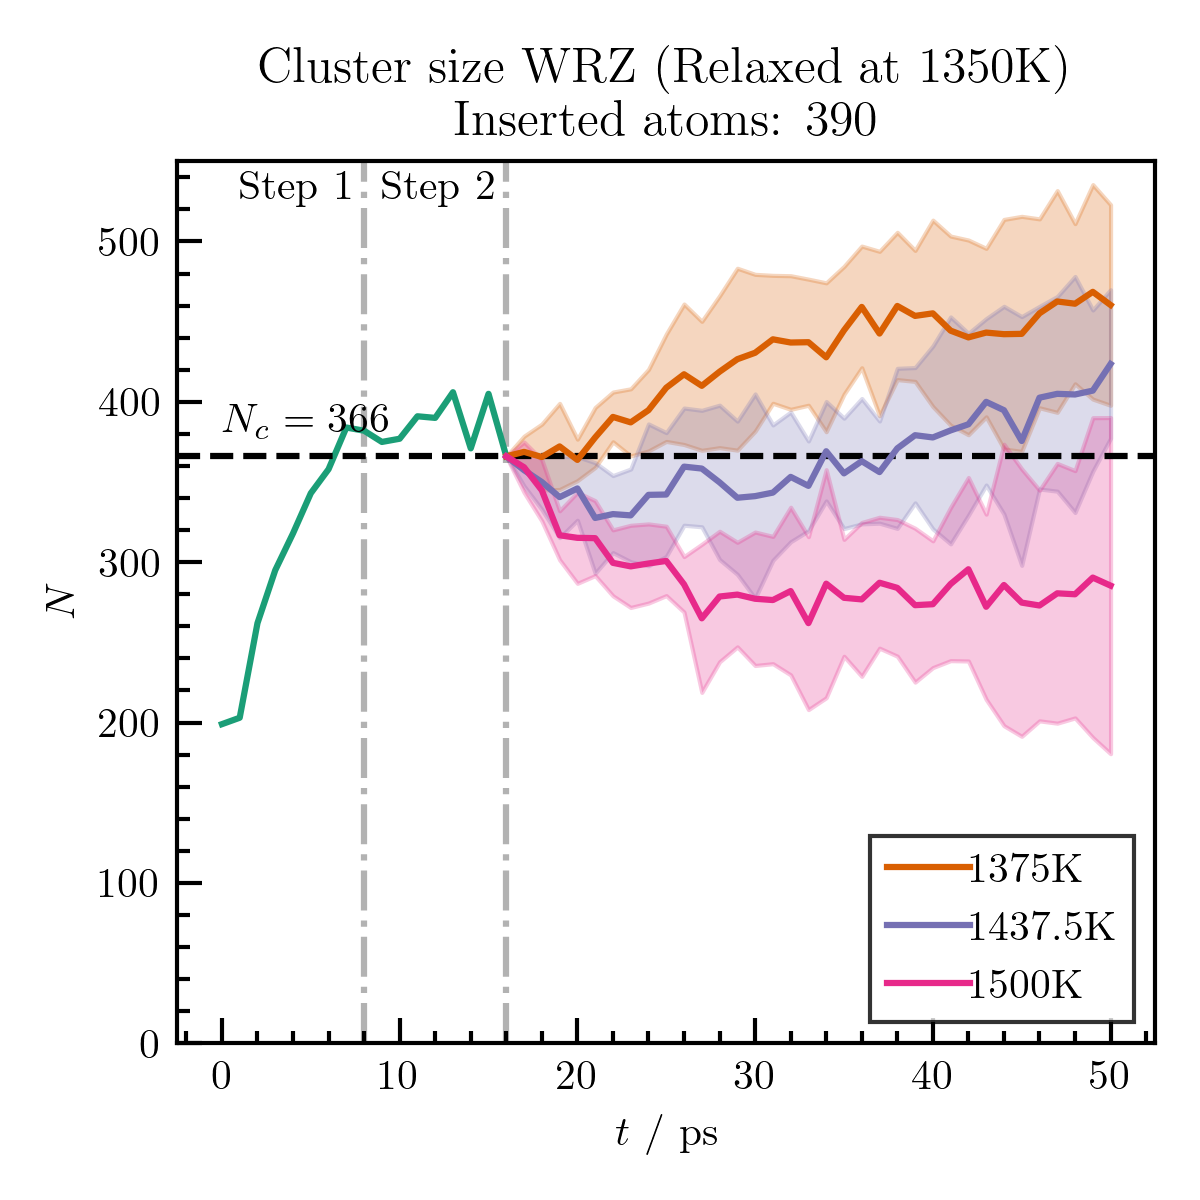 Cluster size WRZ (Relaxed at 1350K)
Inserted atoms: 390
Step 1
Step 2
N_c = 366
500
400
300
200
100
0
N
0
10
20
30
40
50
t / ps
1375K
1437.5K
1500K